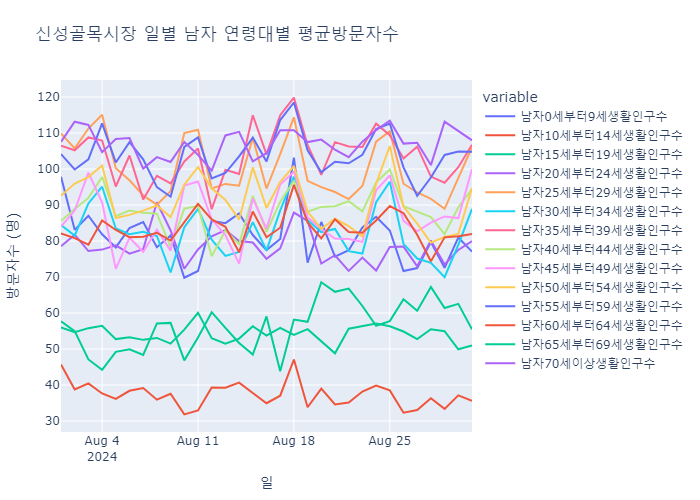 신성골목시장 일별 남자 연령대별 평균방문자수
120
110
100
90
80
70
60
50
40
30
방문자수 (명)
Aug 4
2024
Aug 11
Aug 18
Aug 25
일
variable
남자0세부터9세생활인구수
남자10세부터14세생활인구수
남자15세부터19세생활인구수
남자20세부터24세생활인구수
남자25세부터29세생활인구수
남자30세부터34세생활인구수
남자35세부터39세생활인구수
남자40세부터44세생활인구수
남자45세부터49세생활인구수
남자50세부터54세생활인구수
남자55세부터59세생활인구수
남자60세부터64세생활인구수
남자65세부터69세생활인구수
남자70세이상생활인구수